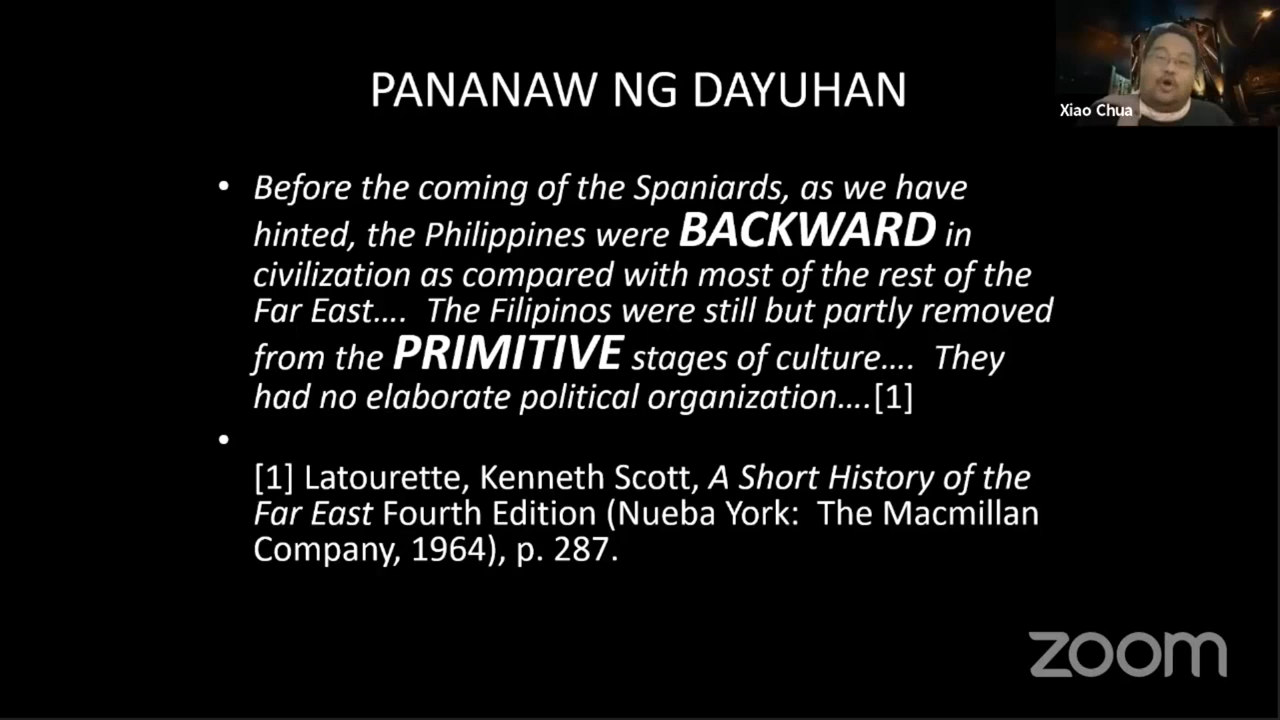 PANANAW NG DAYUHAN
Xiao Chua
• Before the coming of the Spaniards, as we have
hinted, the Philippines were BACKWARD in
civilization as compared with most of the rest of the
Far East…. The Filipinos were still but partly removed
from the PRIMITIVE stages of culture…. They
had no elaborate political organization….[1]
•
[1] Latourette, Kenneth Scott, A Short History of the
Far East Fourth Edition (Nueba York: The Macmillan
Company, 1964), p. 287.
zoom